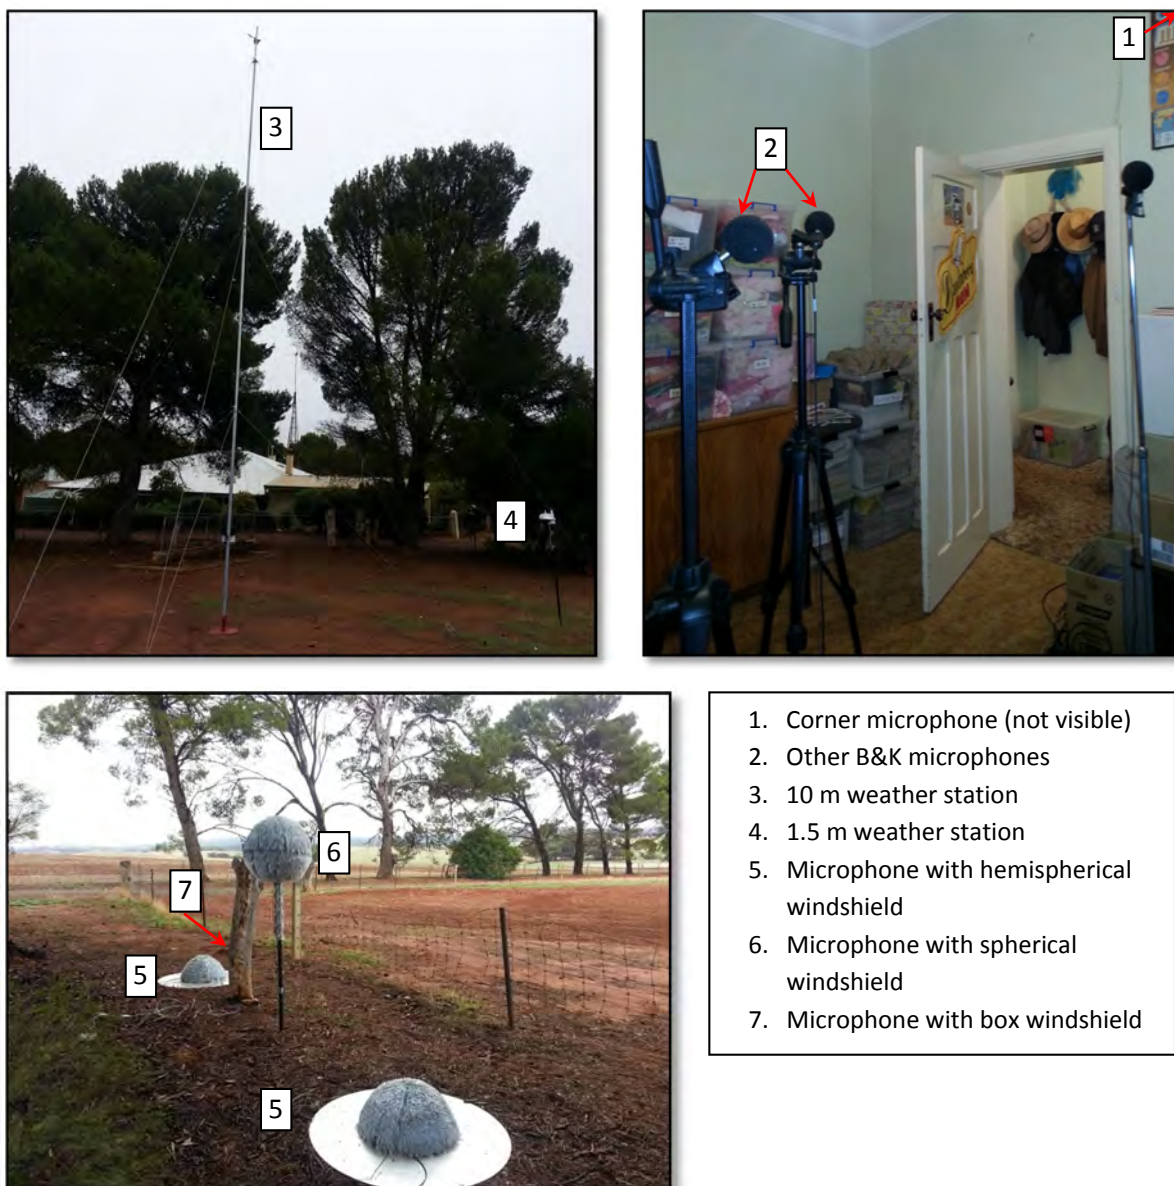 3
4
1
2
6
7
5
5
1. Corner microphone (not visible)
2. Other B&K microphones
3. 10 m weather station
4. 1.5 m weather station
5. Microphone with hemispherical
windshield
6. Microphone with spherical
windshield
7. Microphone with box windshield